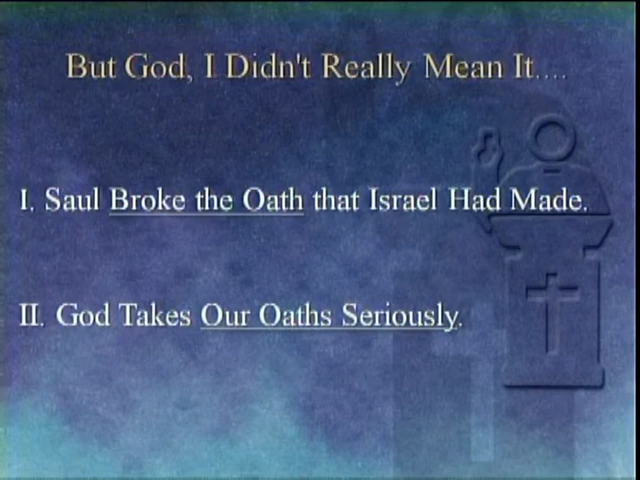 But God, I Didn't Really Mean It....
I. Saul Broke the Oath that Israel Had Made.
II. God Takes Our Oaths Seriously.